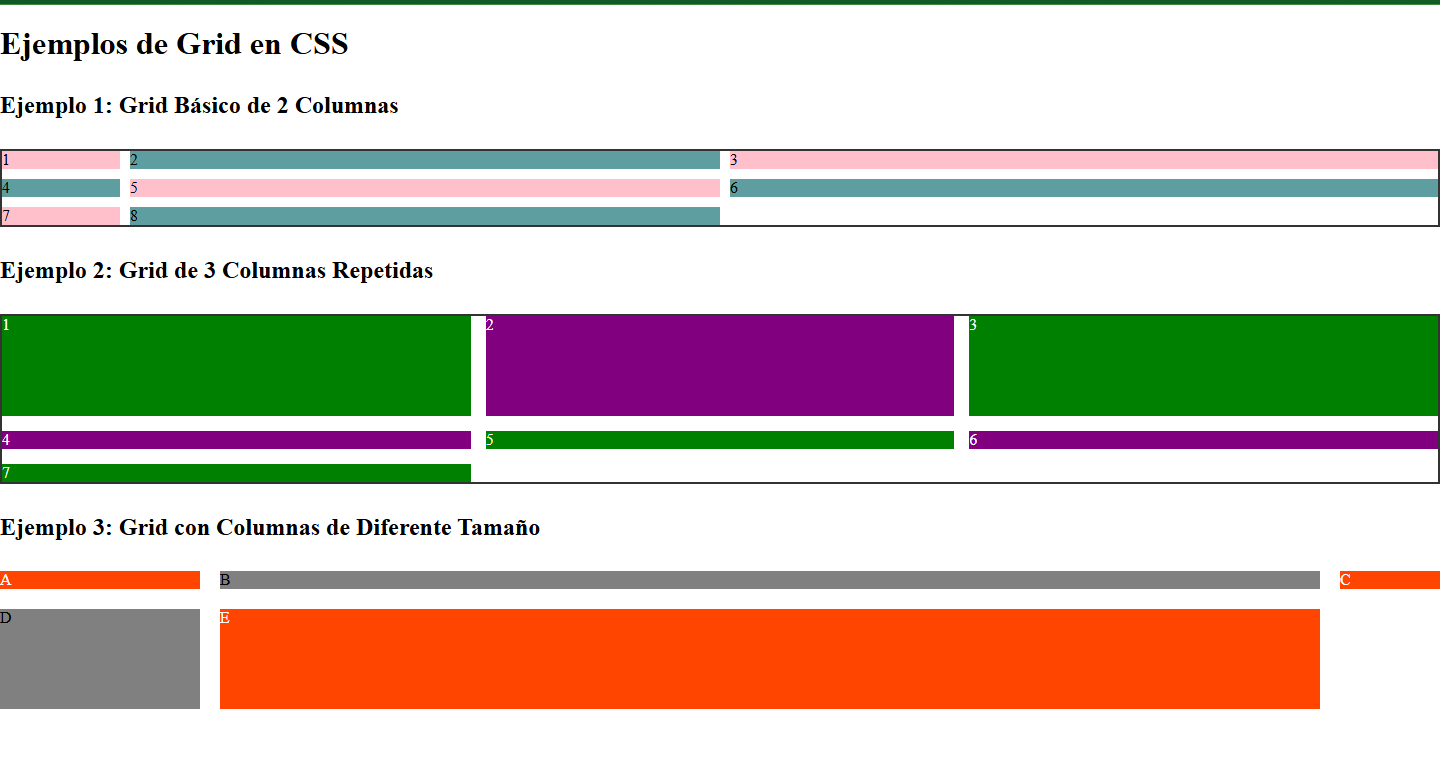 Ejemplos de Grid en CSS
Ejemplo 1: Grid Básico de 2 Columnas
1 2 3
4 5 6
7 8
Ejemplo 2: Grid de 3 Columnas Repetidas
1 2 3
4 5 6
7
Ejemplo 3: Grid con Columnas de Diferente Tamaño
A B C
D E